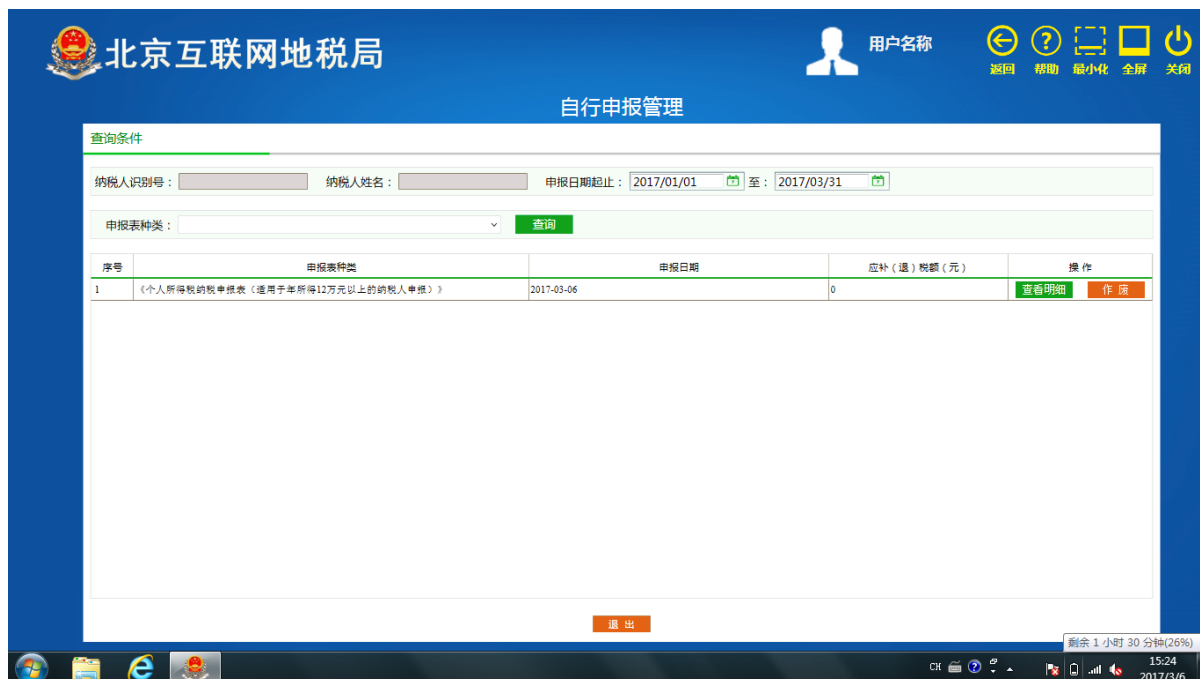 北京互联网地税局
用户名称
返回 帮助 最小化 全屏 关闭
自行申报管理
查询条件
纳税人识别号： 纳税人姓名： 申报日期起止： 2017/01/01 至： 2017/03/31
申报表种类： 查询
序号 申报表种类 申报日期 应补（退）税额（元） 操 作
1 《个人所得税纳税申报表（适用于年所得12万元以上的纳税人申报）》 2017-03-06 0 查看明细 作 废
退 出
剩余 1 小时 30 分钟(26%)
CH 15:24
2017/3/6